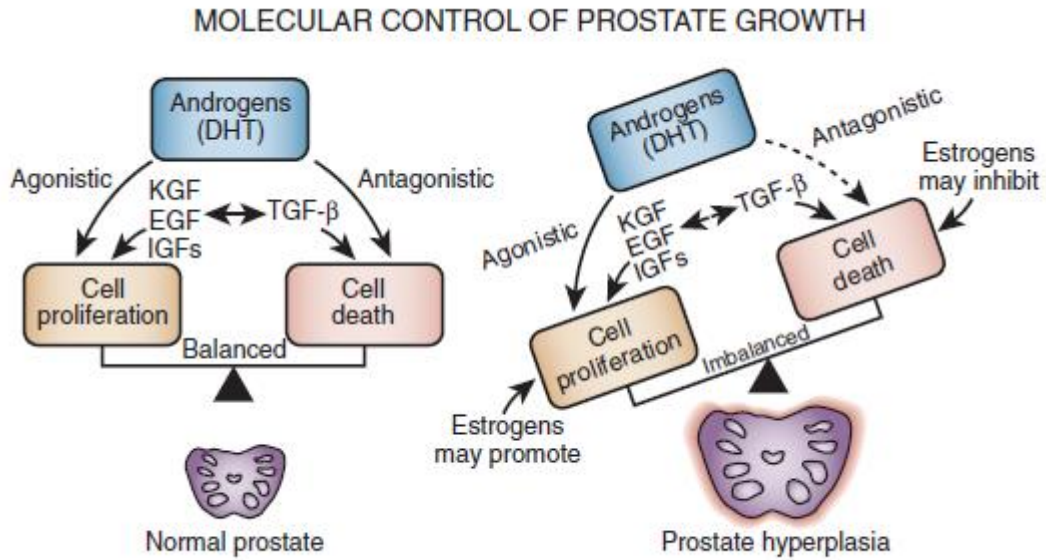 MOLECULAR CONTROL OF PROSTATE GROWTH
Androgens
(DHT)
Agonistic
Antagonistic
KGF
EGF
IGFs
TGF-β
Cell
proliferation
Cell
death
Balanced
Normal prostate
Androgens
(DHT)
Antagonistic
Estrogens
may inhibit
Agonistic
KGF
EGF
IGFs
TGF-β
Cell
death
Cell
proliferation
Imbalanced
Estrogens
may promote
Prostate hyperplasia